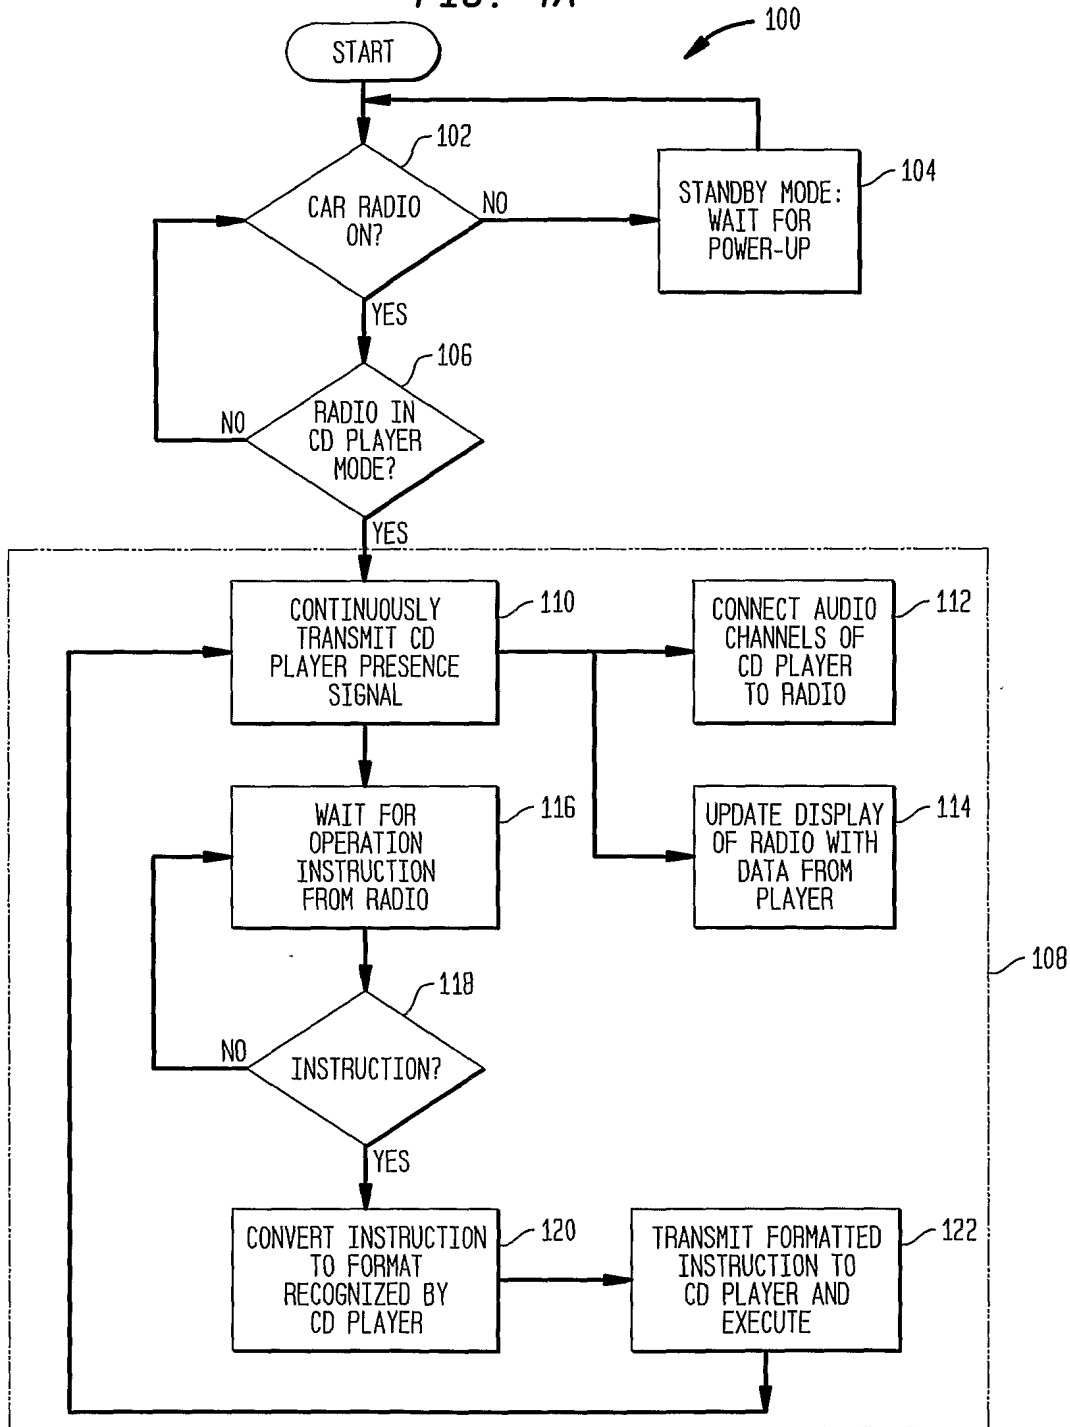 FIG. 4A
100
START
102
CAR RADIO
ON?
NO
104
STANDBY MODE:
WAIT FOR
POWER-UP
YES
106
RADIO IN
CD PLAYER
MODE?
NO
YES
110
CONTINUOUSLY
TRANSMIT CD
PLAYER PRESENCE
SIGNAL
112
CONNECT AUDIO
CHANNELS OF
CD PLAYER
TO RADIO
116
WAIT FOR
OPERATION
INSTRUCTION
FROM RADIO
114
UPDATE DISPLAY
OF RADIO WITH
DATA FROM
PLAYER
108
118
INSTRUCTION?
NO
YES
120
CONVERT INSTRUCTION
TO FORMAT
RECOGNIZED BY
CD PLAYER
122
TRANSMIT FORMATTED
INSTRUCTION TO
CD PLAYER AND
EXECUTE